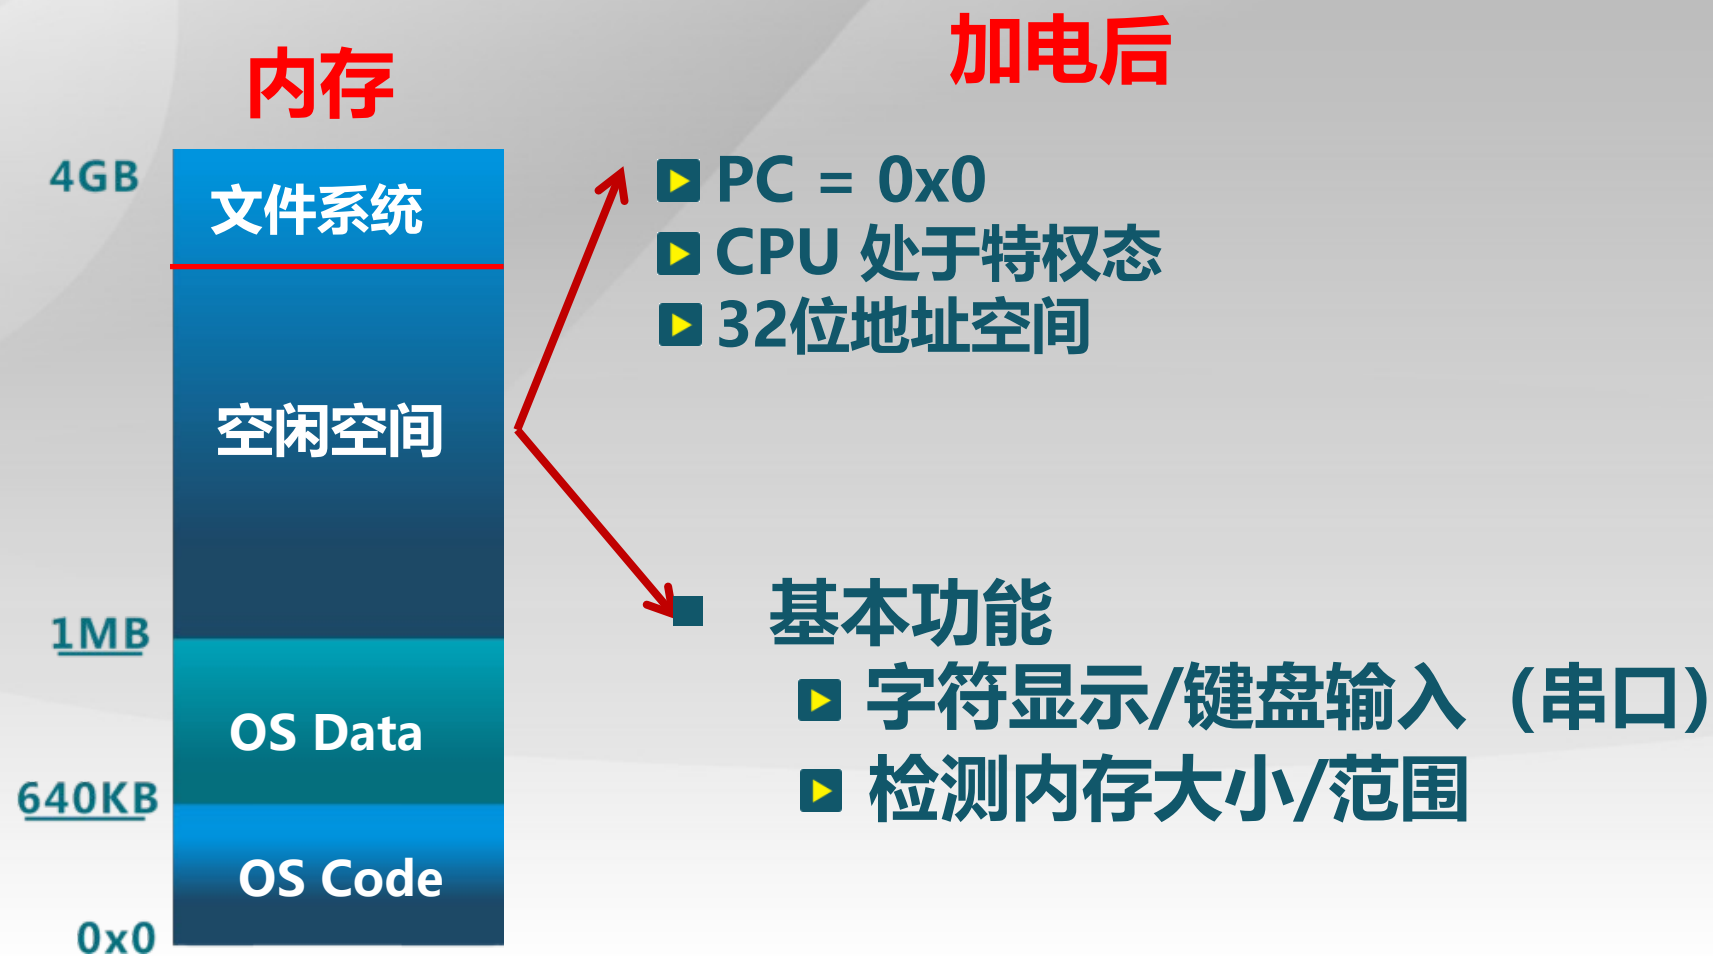 内存
4GB
文件系统
空闲空间
1MB
OS Data
640KB
OS Code
0x0
加电后
PC = 0x0
CPU 处于特权态
32位地址空间
基本功能
字符显示/键盘输入（串口）
检测内存大小/范围